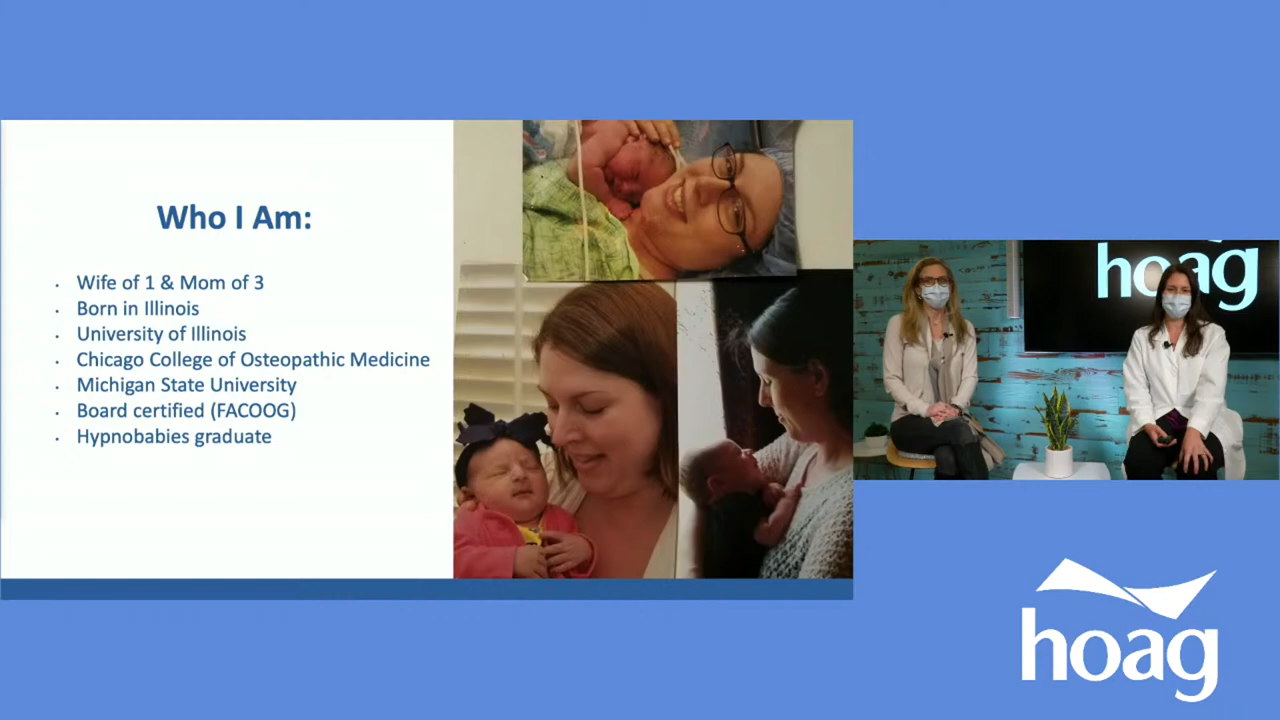 Who I Am:
· Wife of 1 & Mom of 3
· Born in Illinois
· University of Illinois
· Chicago College of Osteopathic Medicine
· Michigan State University
· Board certified (FACOOG)
· Hypnobabies graduate
hoag
hoag